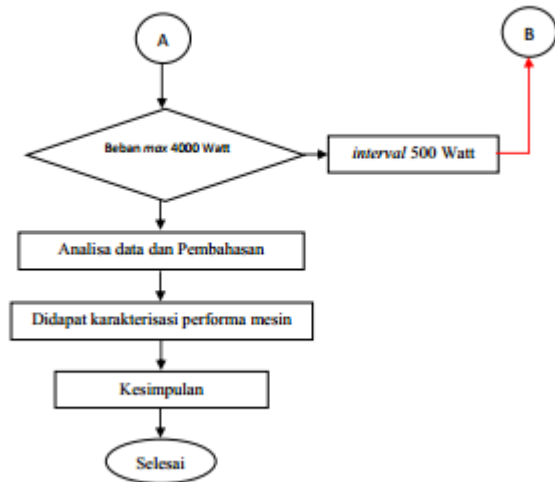 A
B
Beban max 4000 Watt
interval 500 Watt
Analisa data dan Pembahasan
Didapat karakterisasi performa mesin
Kesimpulan
Selesai